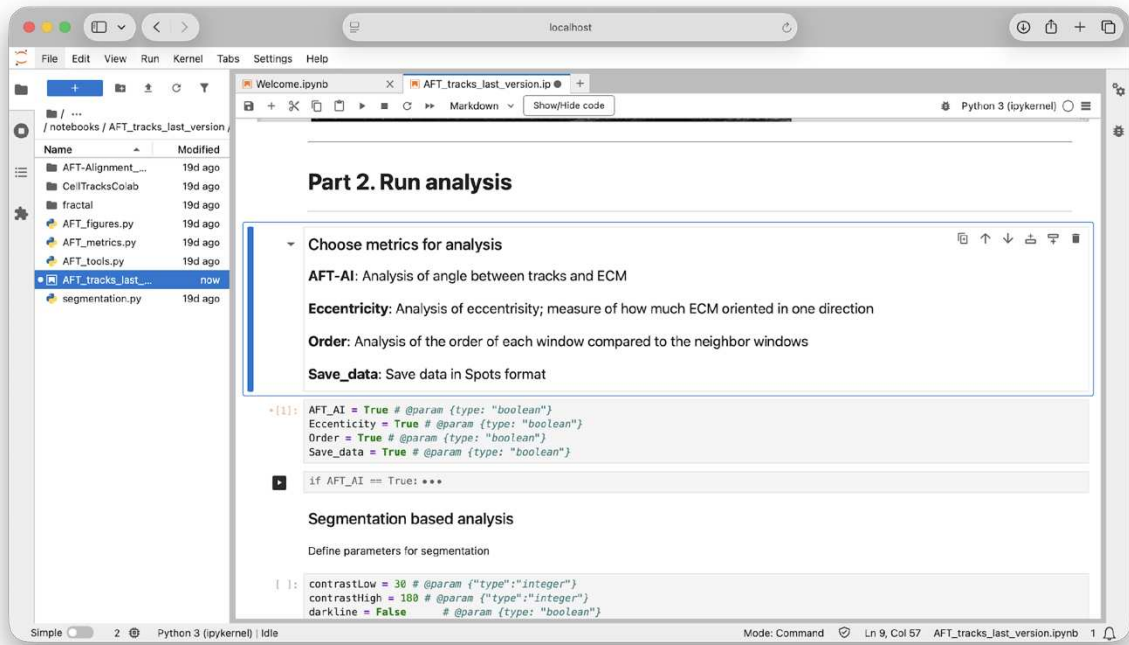 localhost
File Edit View Run Kernel Tabs Settings Help
Welcome.ipynb
AFT_tracks_last_version.ip
Markdown
Show/Hide code
Python 3 (ipykernel)
/ ...
/ notebooks / AFT_tracks_last_version /
Name Modified
AFT-Alignment_... 19d ago
CellTracksColab 19d ago
fractal 19d ago
AFT_figures.py 19d ago
AFT_metrics.py 19d ago
AFT_tools.py 19d ago
AFT_tracks_last_... now
segmentation.py 19d ago
Part 2. Run analysis
Choose metrics for analysis
AFT-AI: Analysis of angle between tracks and ECM
Eccentricity: Analysis of eccentrisity; measure of how much ECM oriented in one direction
Order: Analysis of the order of each window compared to the neighbor windows
Save_data: Save data in Spots format
[1]: AFT_AI = True # @param {type: "boolean"}
Eccenticity = True # @param {type: "boolean"}
Order = True # @param {type: "boolean"}
Save_data = True # @param {type: "boolean"}
if AFT_AI == True: •••
Segmentation based analysis
Define parameters for segmentation
[ ]: contrastLow = 30 # @param {"type":"integer"}
contrastHigh = 180 # @param {"type":"integer"}
darkline = False # @param {type: "boolean"}
Simple 2 Python 3 (ipykernel) | Idle Mode: Command Ln 9, Col 57 AFT_tracks_last_version.ipynb 1